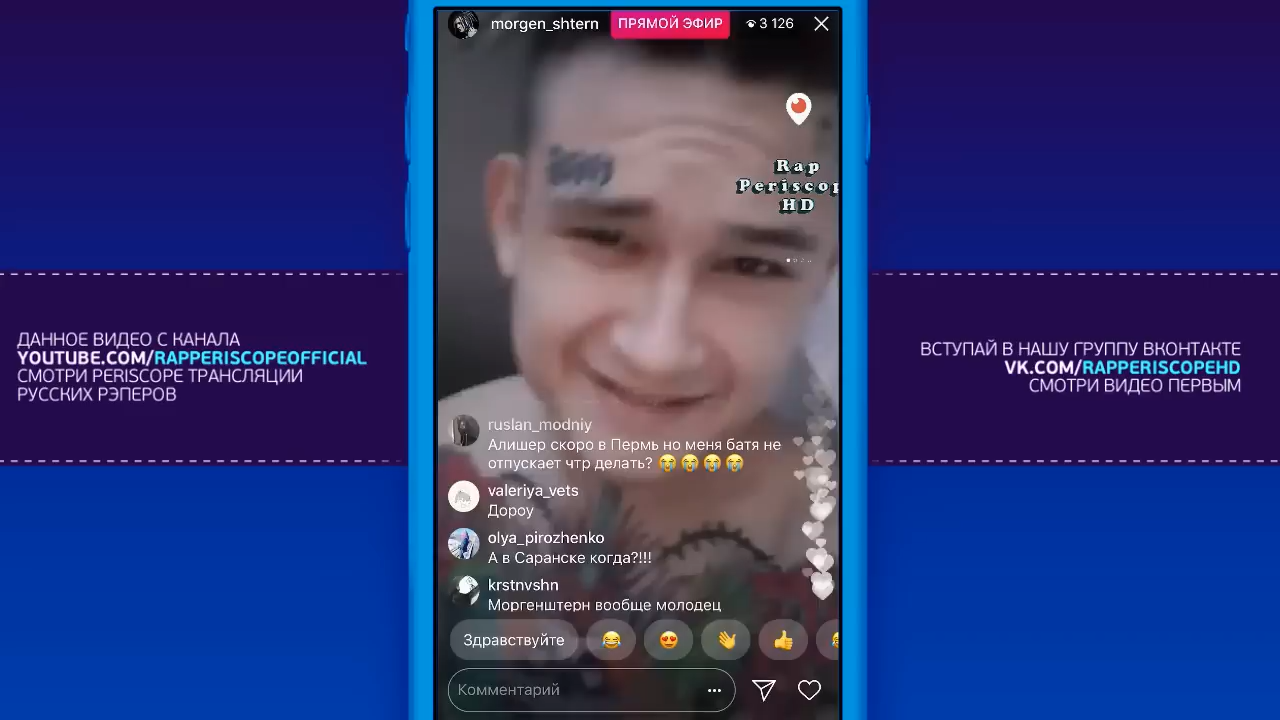 morgen_shtern ПРЯМОЙ ЭФИР 3 126
Rap
Periscop
HD
ДАННОЕ ВИДЕО С КАНАЛА
YOUTUBE.COM/RAPPERISCOPEOFFICIAL
СМОТРИ PERISCOPE ТРАНСЛЯЦИИ
РУССКИХ РЭПЕРОВ
ВСТУПАЙ В НАШУ ГРУППУ ВКОНТАКТЕ
VK.COM/RAPPERISCOPEHD
СМОТРИ ВИДЕО ПЕРВЫМ
ruslan_modniy
Алишер скоро в Пермь но меня батя не
отпускает чтр делать? 😭😭😭😭
valeriya_vets
Дороу
olya_pirozhenko
А в Саранске когда?!!!
krstnvshn
Моргенштерн вообще молодец
Здравствуйте 😂 😍 👋 👍
Комментарий